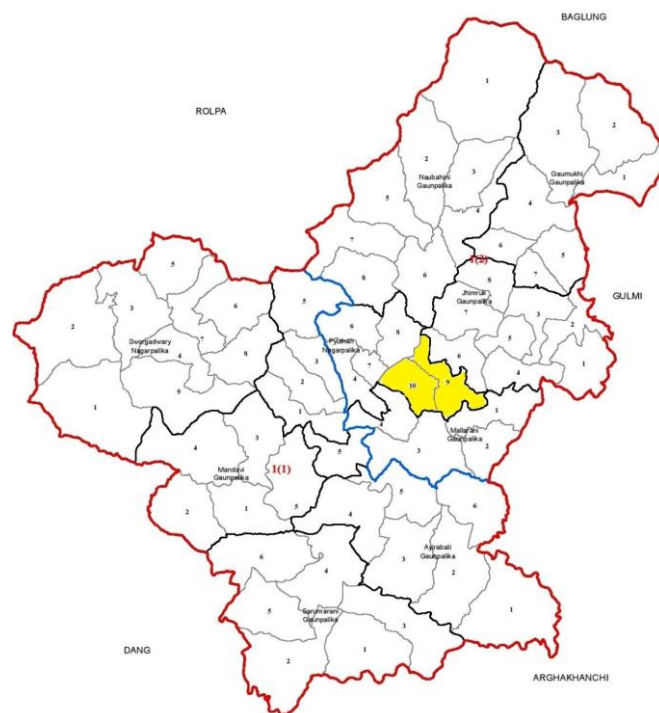 BAGLUNG
ROLPA
GULMI
DANG
ARGHAKHANCHI
1
2
3
Naubahini
Gaunpalika
4
5
6
7
8
1
2
3
Gaumukhi
Gaunpalika
4
5
6
7
1(2)
8
Jhimruk
Gaunpalika
7
3
2
5
6
4
1
5
3
6
2
Sworgadwary
Nagarpalika
4
7
8
9
1
5
6
8
Pyuthan
Nagarpalika
3
7
2
4
1
10
9
1
Mallarani
Gaunpalika
4
3
2
5
4
3
Mandavi
Gaunpalika
1(1)
2
1
5
5
6
4
Ayirabati
Gaunpalika
3
2
1
6
4
5
Sarumarani
Gaunpalika
3
1
2